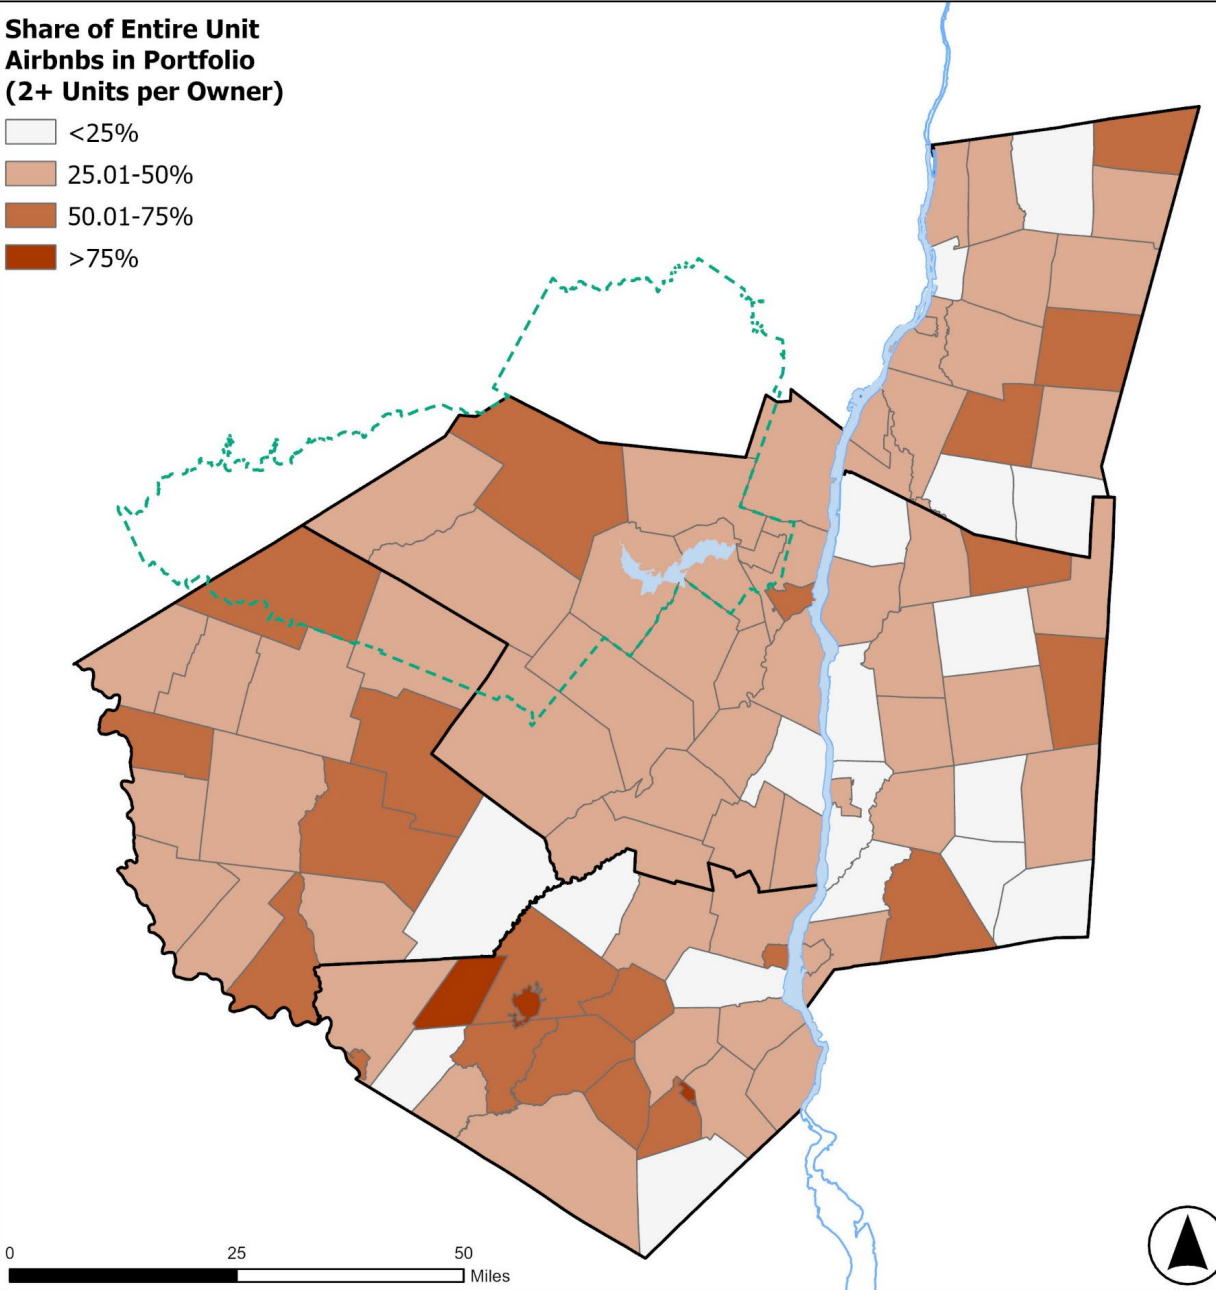 Share of Entire Unit
Airbnbs in Portfolio
(2+ Units per Owner)
<25%
25.01-50%
50.01-75%
>75%
0 25 50
Miles